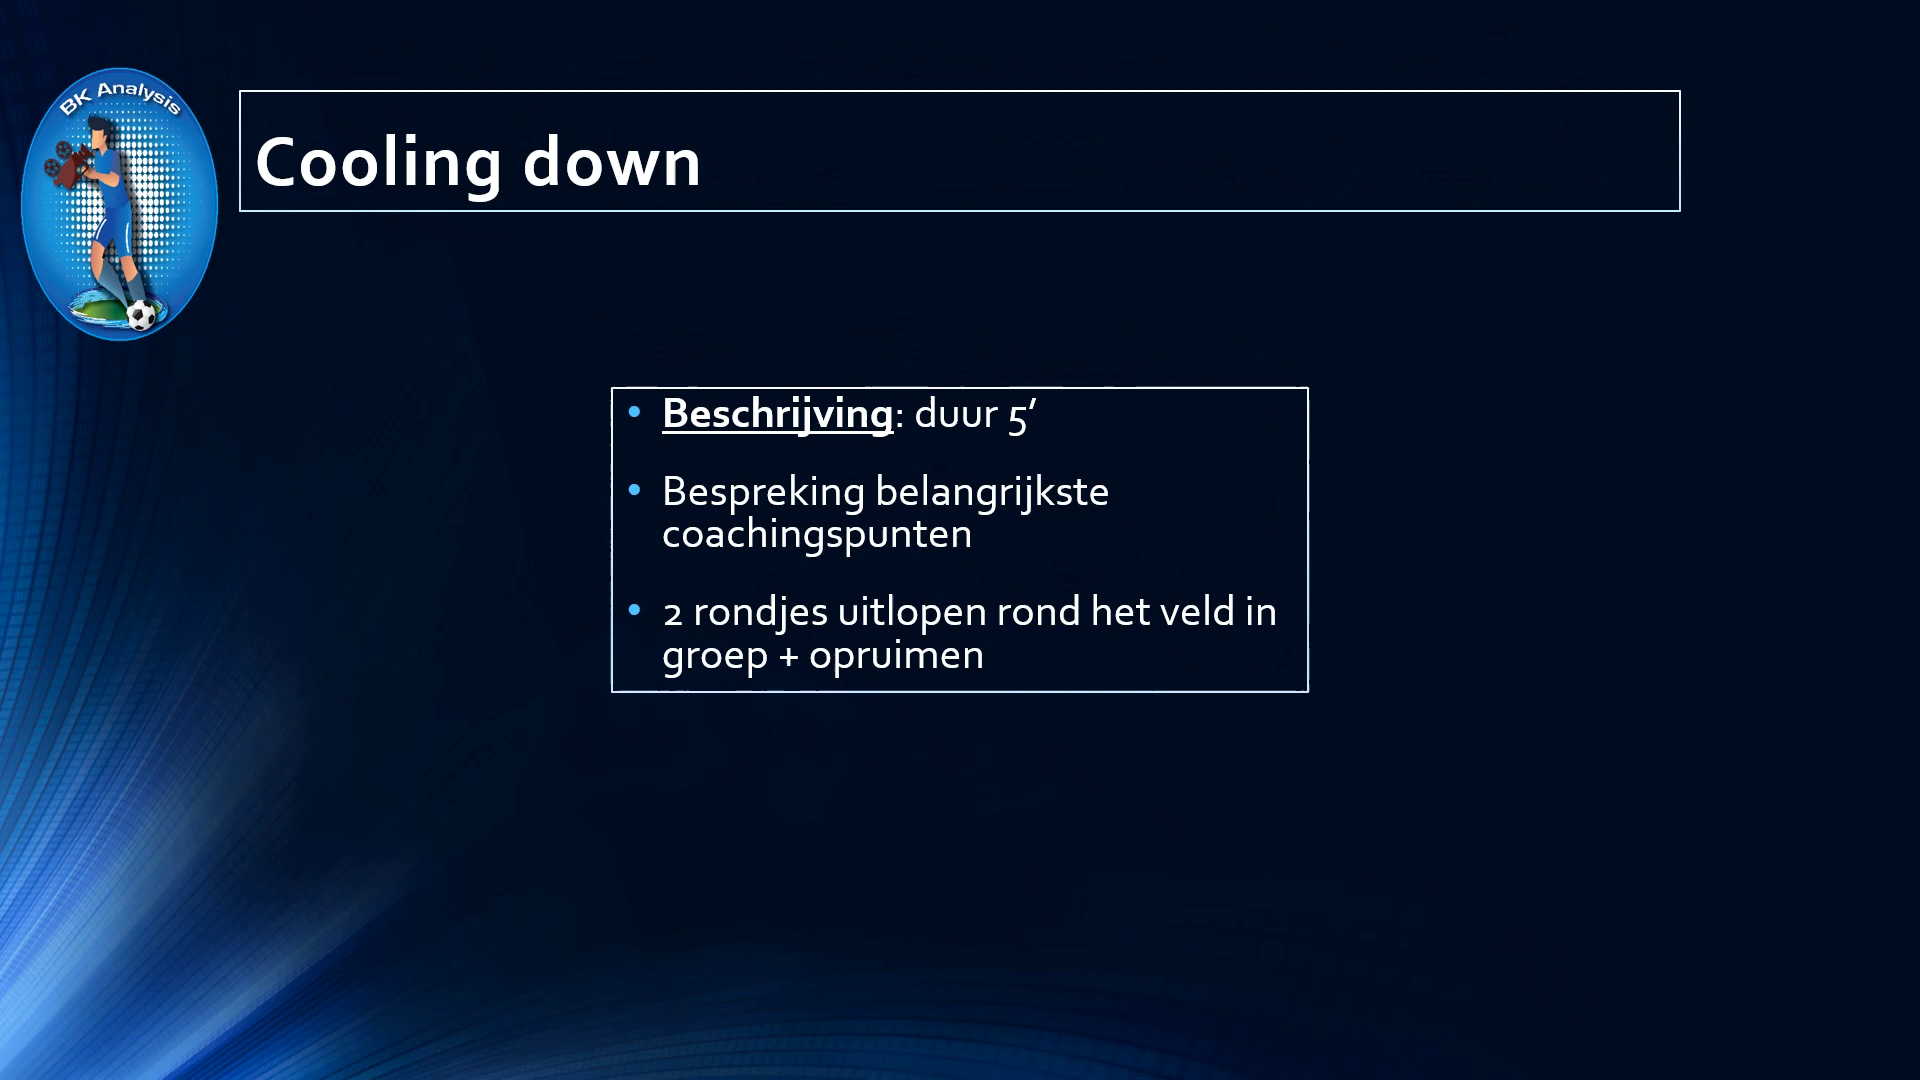 BK Analysis
Cooling down
• Beschrijving: duur 5’
• Bespreking belangrijkste
coachingspunten
• 2 rondjes uitlopen rond het veld in
groep + opruimen